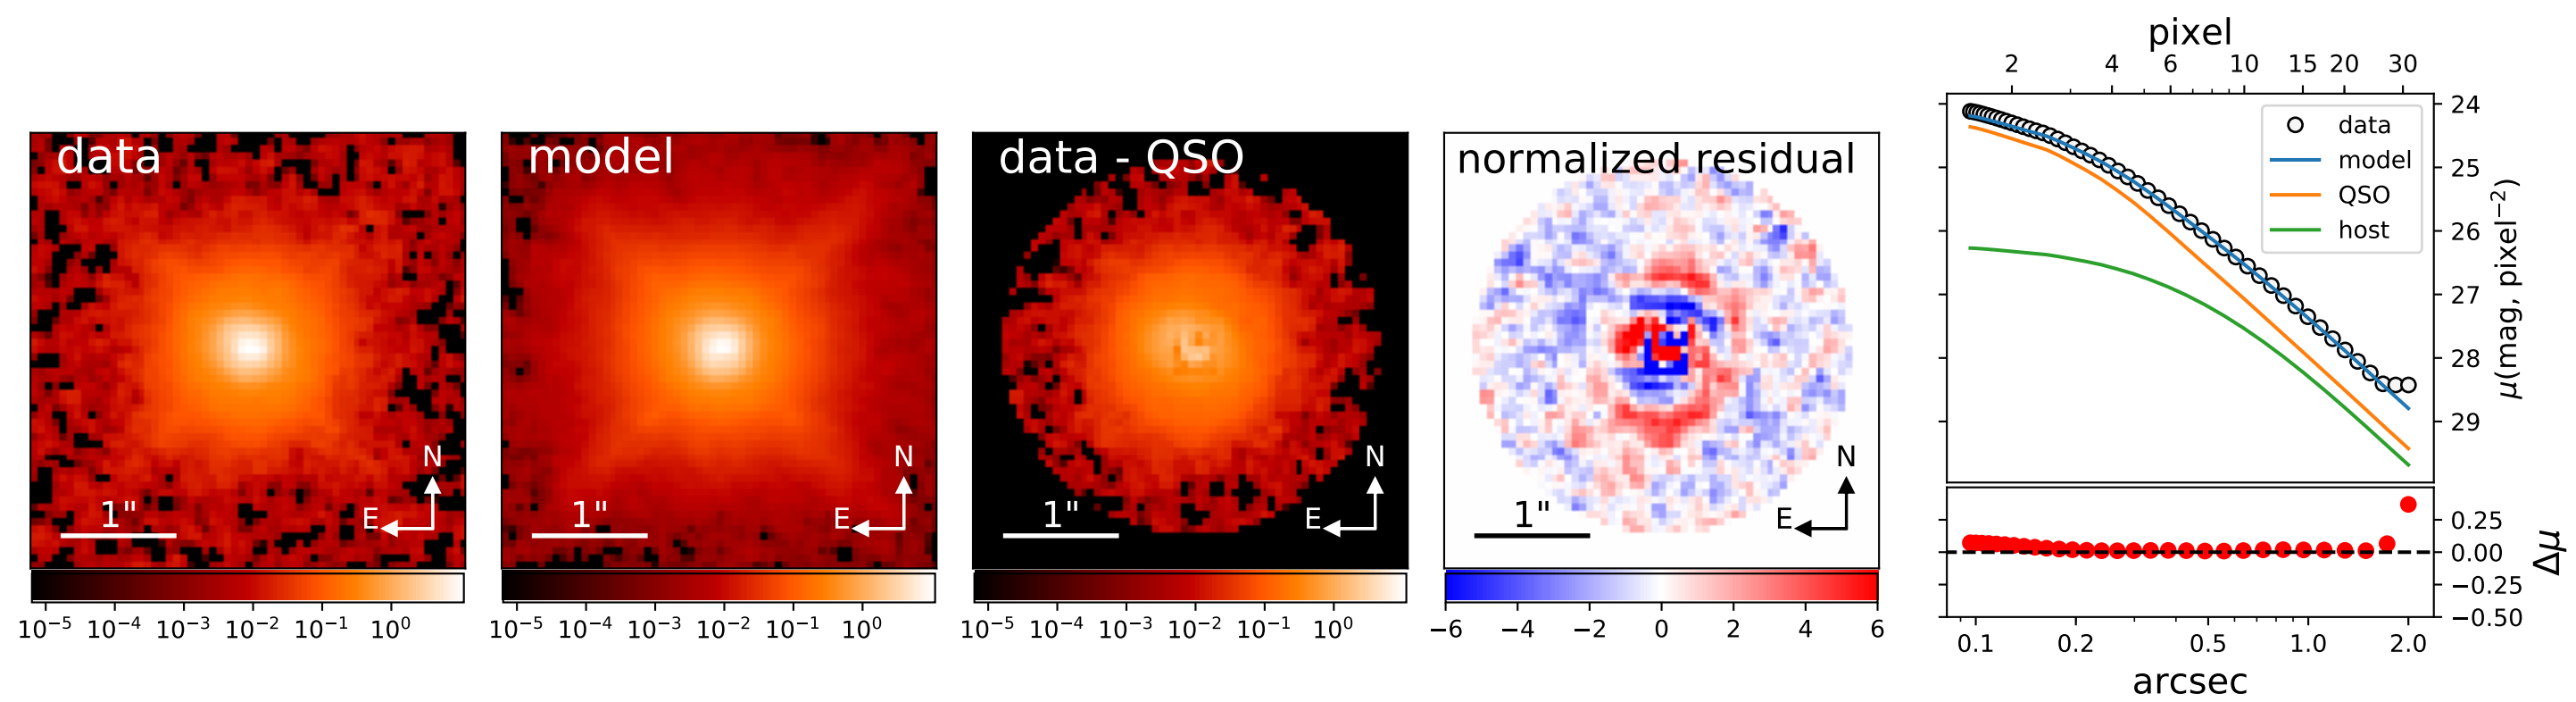 data
N
E
1"
10⁻⁵ 10⁻⁴ 10⁻³ 10⁻² 10⁻¹ 10⁰
model
N
E
1"
10⁻⁵ 10⁻⁴ 10⁻³ 10⁻² 10⁻¹ 10⁰
data - QSO
N
E
1"
10⁻⁵ 10⁻⁴ 10⁻³ 10⁻² 10⁻¹ 10⁰
normalized residual
N
E
1"
−6 −4 −2 0 2 4 6
pixel
2 4 6 10 15 20 30
data
model
QSO
host
24
25
26
27
28
29
μ(mag, pixel⁻²)
0.25
0.00
−0.25
−0.50
Δμ
0.1 0.2 0.5 1.0 2.0
arcsec